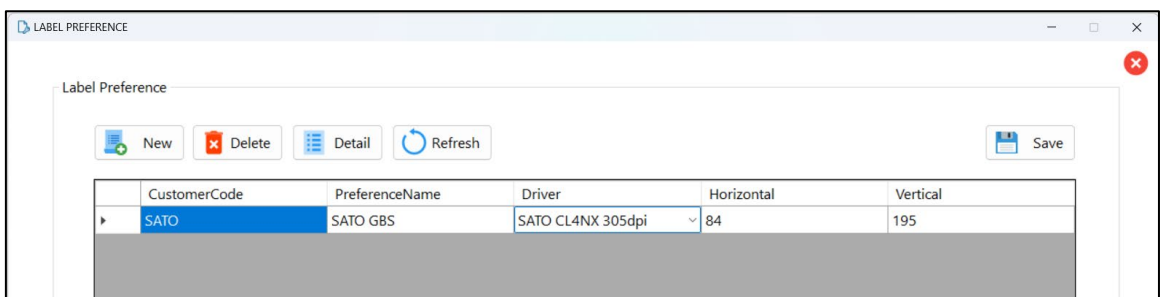 LABEL PREFERENCE
Label Preference
New Delete Detail Refresh Save
CustomerCode PreferenceName Driver Horizontal Vertical
SATO SATO GBS SATO CL4NX 305dpi 84 195